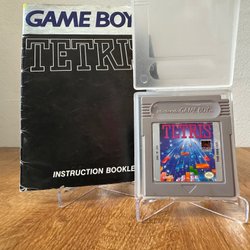 GAME BOY
TETRIS
INSTRUCTION BOOKLE
Nintendo GAME BOY
TETRIS